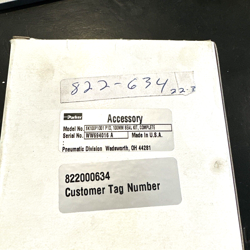 822-634 22-3
Parker Accessory
Model No.
Serial No. WW694016 A Made in U.S.A.
Pneumatic Division Wadsworth, OH 44281
822000634
Customer Tag Number